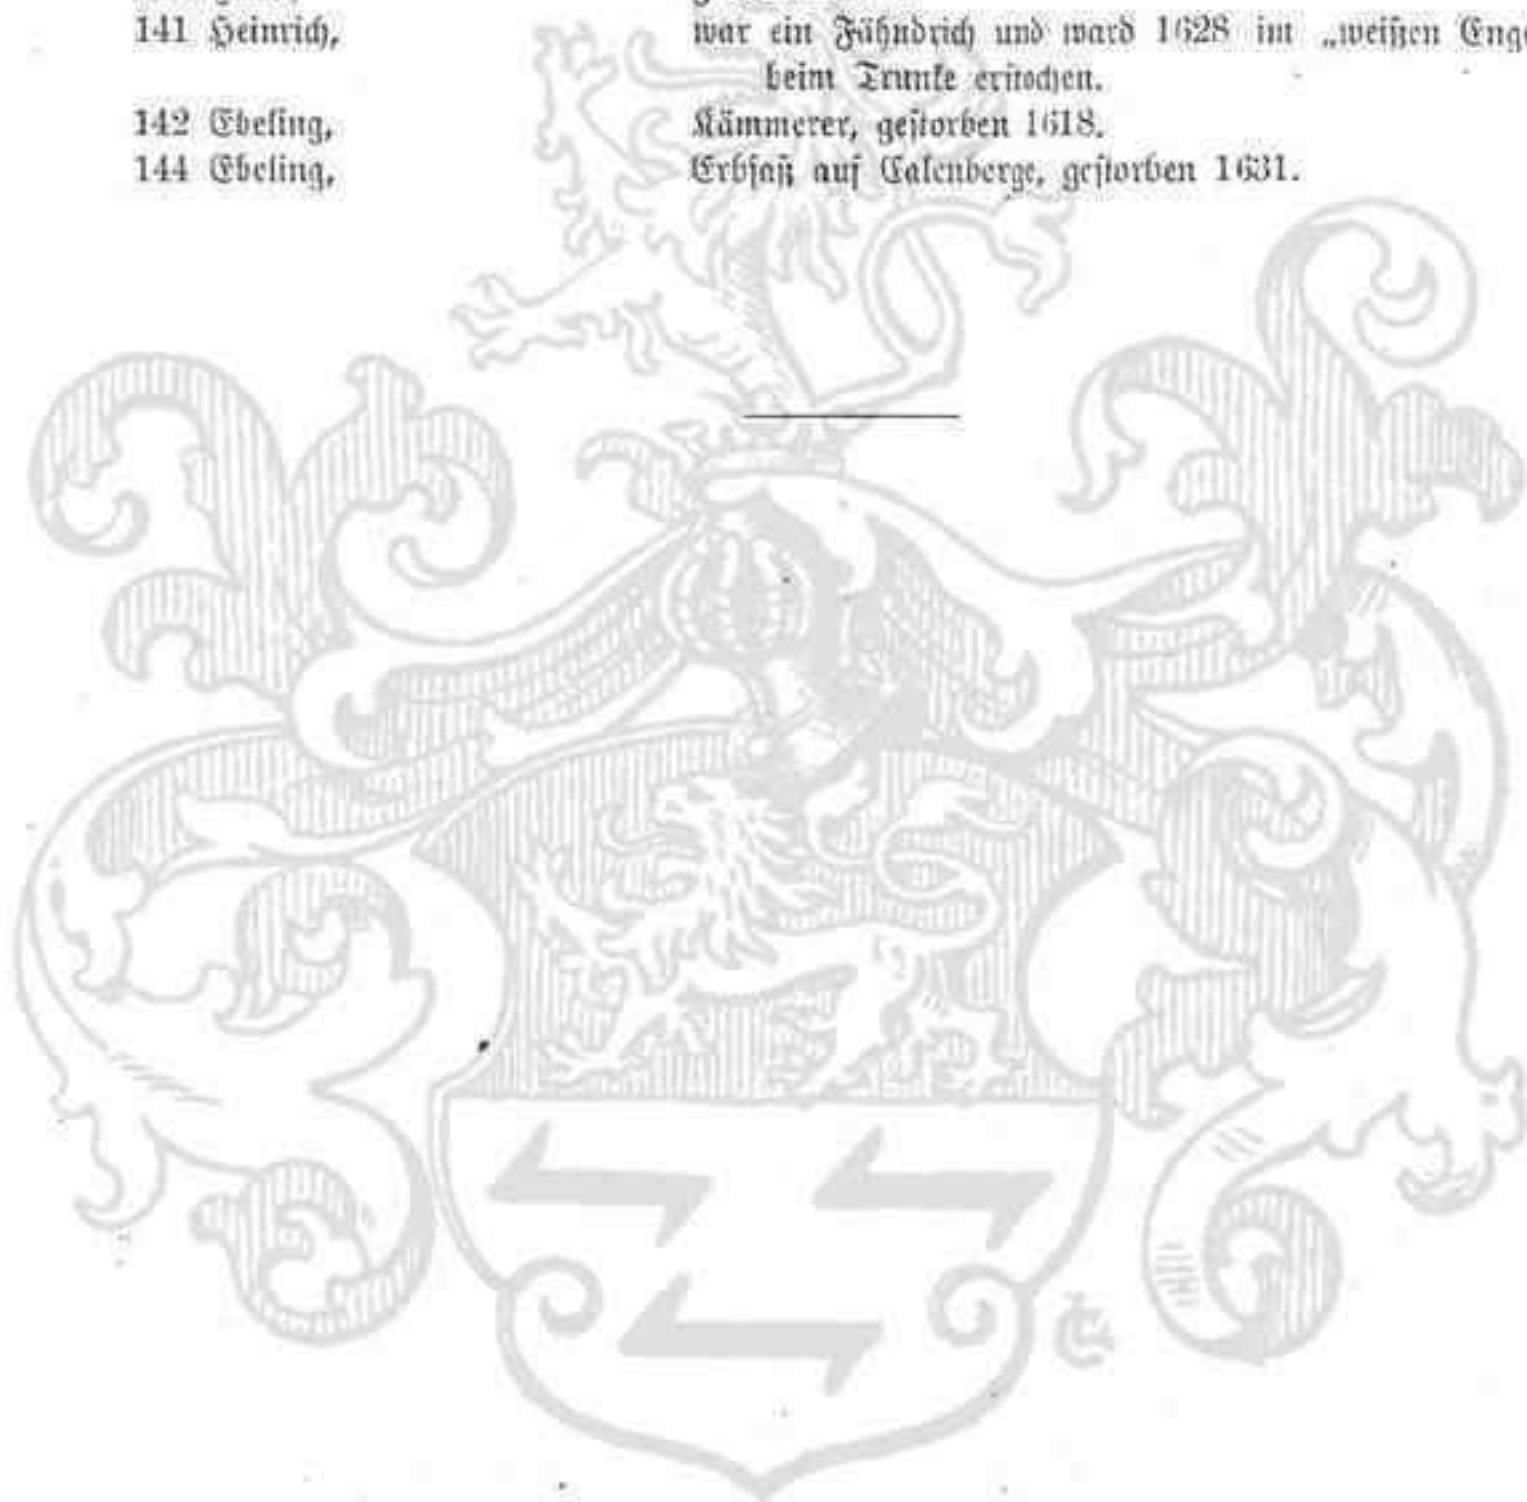 141 Heinrich, war ein Fähndrich und ward 1628 im „weißen
beim Trunke erstochen.
142 Ebeling, Kämmerer, gestorben 1618.
144 Ebeling, Erbsaß auf Calenberge, gestorben 1631.